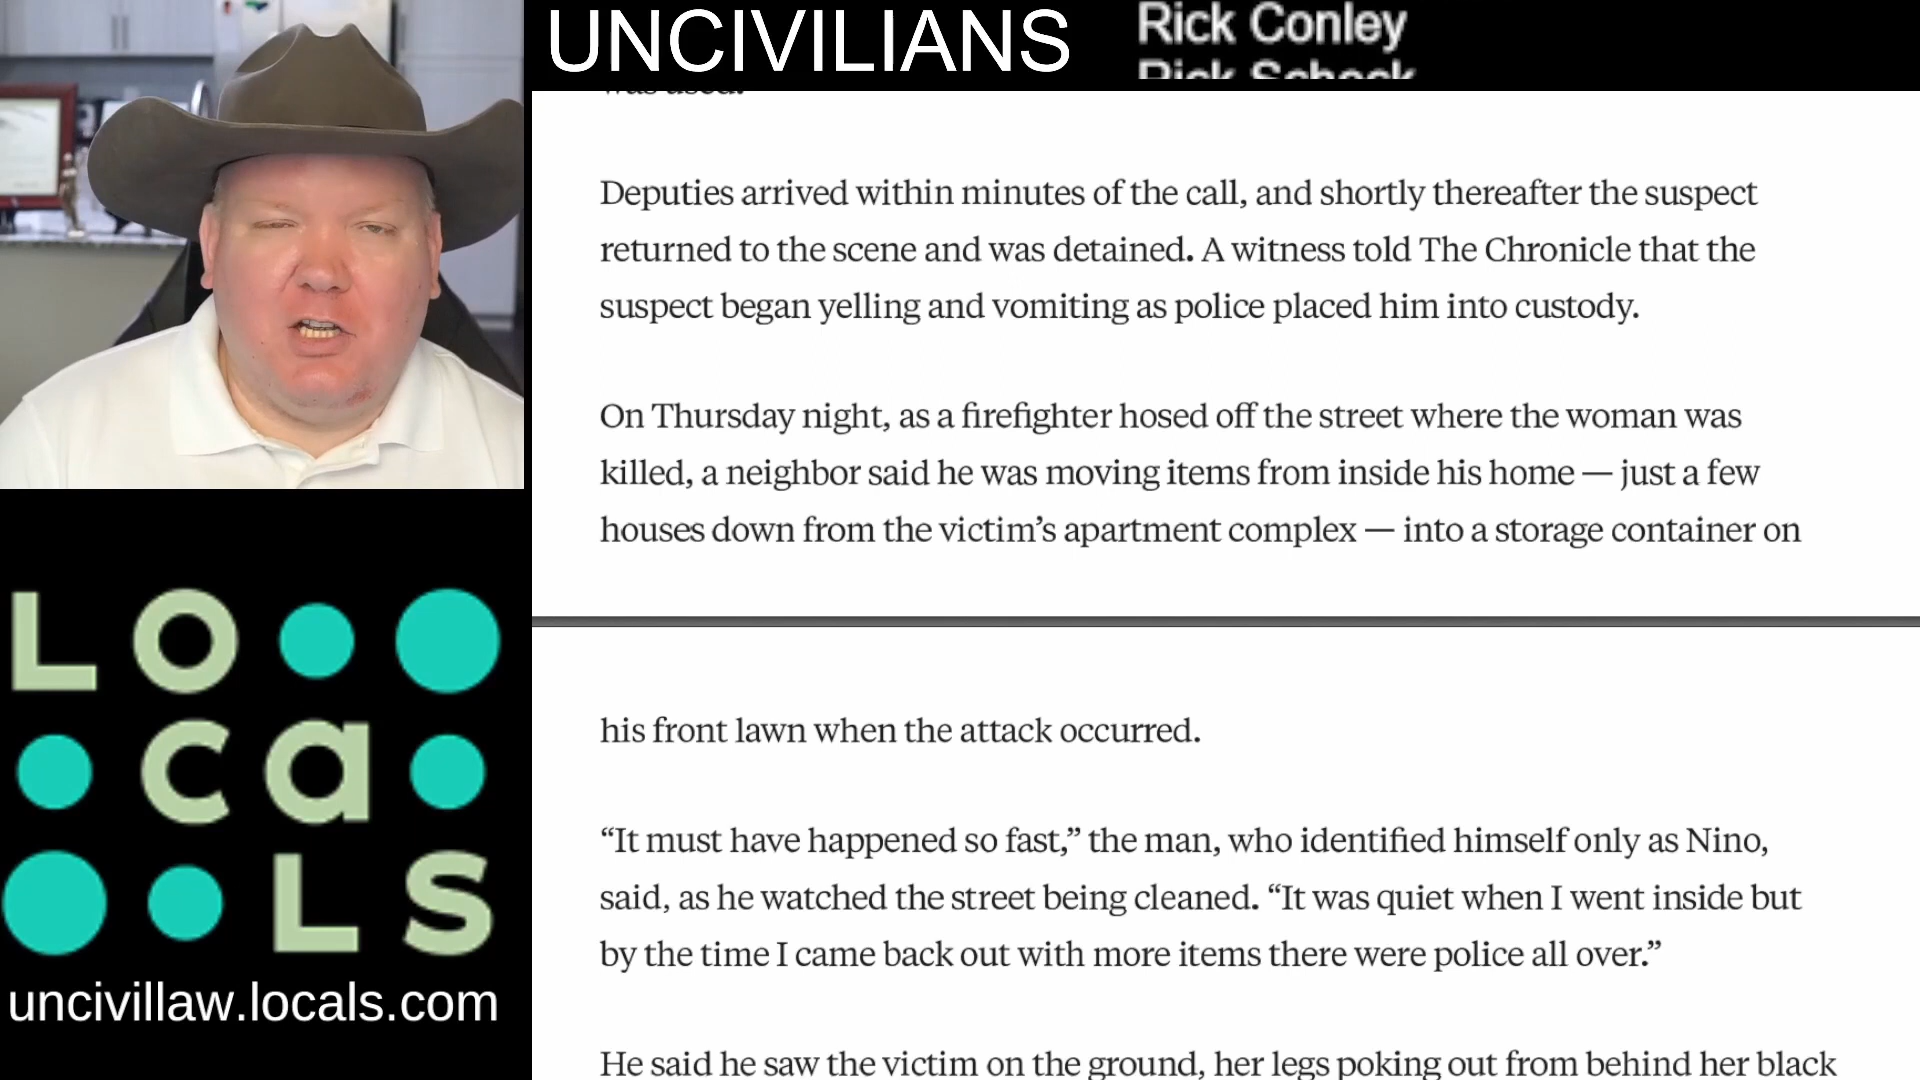 UNCIVILIANS
Rick Conley
was used.
Deputies arrived within minutes of the call, and shortly thereafter the suspect
returned to the scene and was detained. A witness told The Chronicle that the
suspect began yelling and vomiting as police placed him into custody.
On Thursday night, as a firefighter hosed off the street where the woman was
killed, a neighbor said he was moving items from inside his home — just a few
houses down from the victim’s apartment complex — into a storage container on
his front lawn when the attack occurred.
“It must have happened so fast,” the man, who identified himself only as Nino,
said, as he watched the street being cleaned. “It was quiet when I went inside but
by the time I came back out with more items there were police all over.”
He said he saw the victim on the ground, her legs poking out from behind her black
LOcaLS
uncivillaw.locals.com